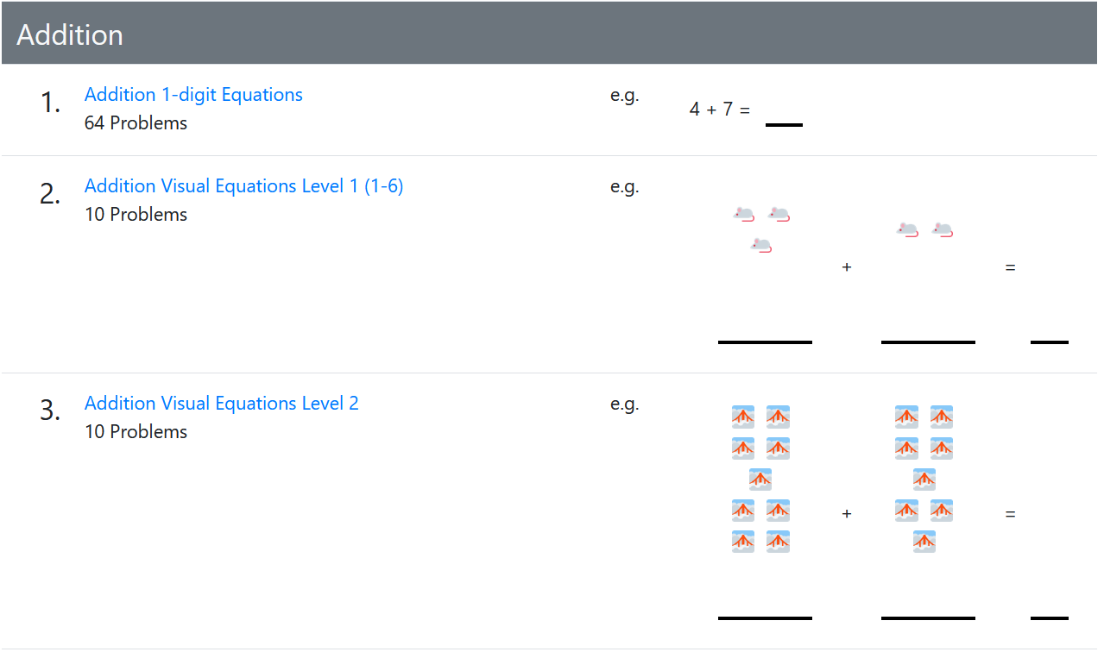 Addition
1. Addition 1-digit Equations e.g. 4 + 7 =
64 Problems
2. Addition Visual Equations Level 1 (1-6) e.g.
10 Problems
+ =
3. Addition Visual Equations Level 2 e.g.
10 Problems
+ =